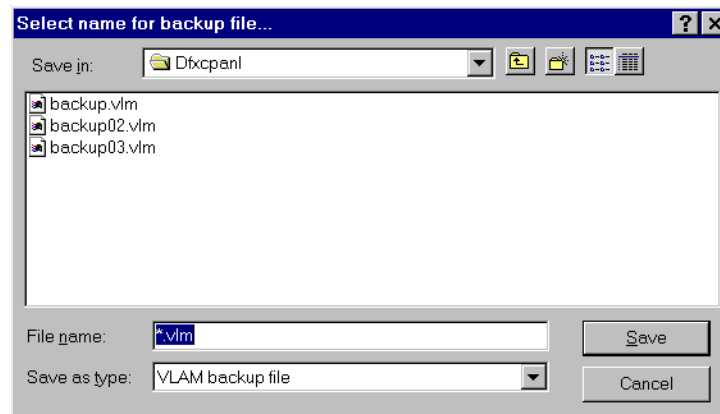 Select name for backup file...
Save in: Dfxcpanl
backup.vlm
backup02.vlm
backup03.vlm
File name: *.vlm Save
Save as type: VLAM backup file Cancel